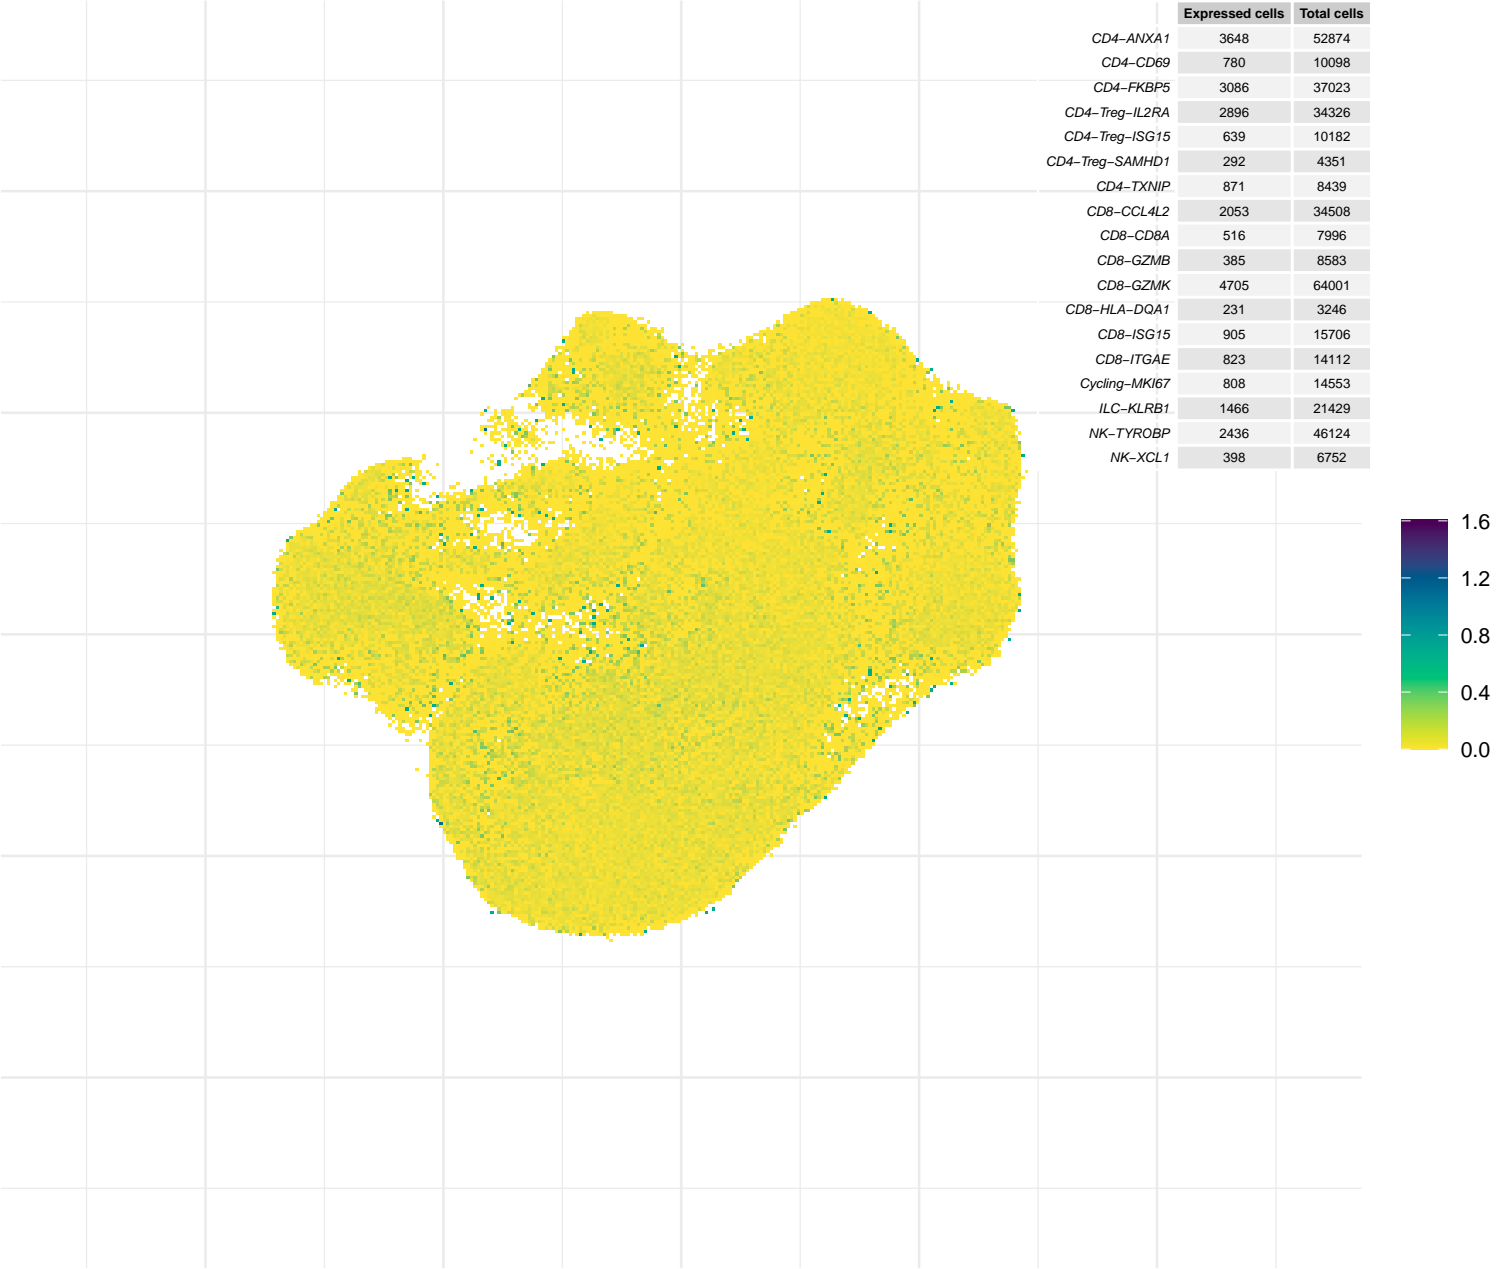 Expressed cells Total cells
CD4−ANXA1 3648 52874
CD4−CD69 780 10098
CD4−FKBP5 3086 37023
CD4−Treg−IL2RA 2896 34326
CD4−Treg−ISG15 639 10182
CD4−Treg−SAMHD1 292 4351
CD4−TXNIP 871 8439
CD8−CCL4L2 2053 34508
CD8−CD8A 516 7996
CD8−GZMB 385 8583
CD8−GZMK 4705 64001
CD8−HLA−DQA1 231 3246
CD8−ISG15 905 15706
CD8−ITGAE 823 14112
Cycling−MKI67 808 14553
ILC−KLRB1 1466 21429
NK−TYROBP 2436 46124
NK−XCL1 398 6752
1.6
1.2
0.8
0.4
0.0